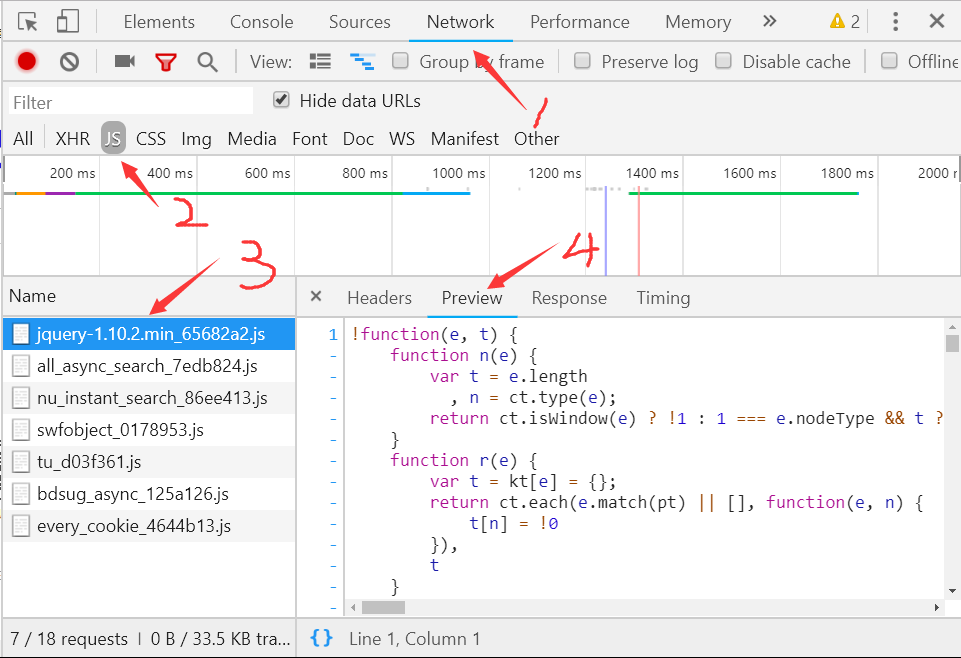 Elements Console Sources Network Performance Memory » 2
View: Group by frame Preserve log Disable cache Offline
Filter Hide data URLs
All XHR JS CSS Img Media Font Doc WS Manifest Other
1
200 ms 400 ms 600 ms 800 ms 1000 ms 1200 ms 1400 ms 1600 ms 1800 ms 2000 r
2
3
4
Name
× Headers Preview Response Timing
jquery-1.10.2.min_65682a2.js
all_async_search_7edb824.js
nu_instant_search_86ee413.js
swfobject_0178953.js
tu_d03f361.js
bdsug_async_125a126.js
every_cookie_4644b13.js
1 !function(e, t) {
- function n(e) {
- var t = e.length
- , n = ct.type(e);
- return ct.isWindow(e) ? !1 : 1 === e.nodeType && t ?
- }
- function r(e) {
- var t = kt[e] = {};
- return ct.each(e.match(pt) || [], function(e, n) {
- t[n] = !0
- }),
- t
- }
-
7 / 18 requests | 0 B / 33.5 KB tra... {} Line 1, Column 1